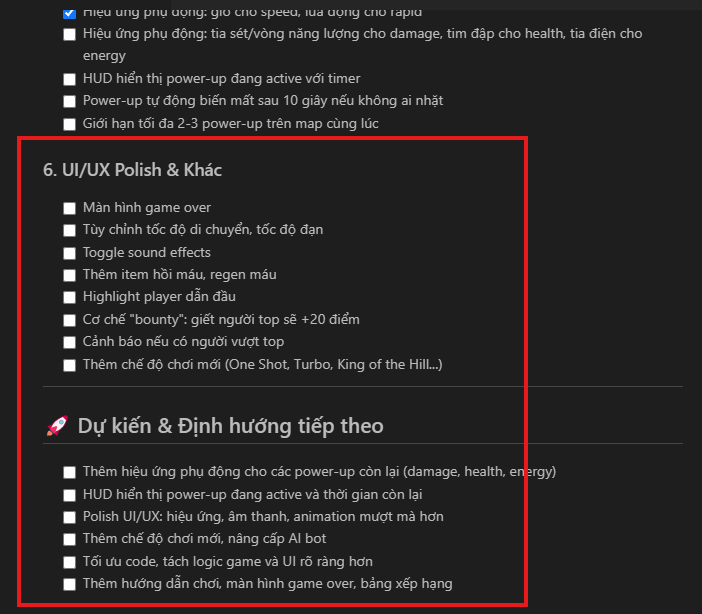 Hiệu ứng phụ động: gió cho speed, lửa động cho rapid
Hiệu ứng phụ động: tia sét/vòng năng lượng cho damage, tim đập cho health, tia điện cho
energy
HUD hiển thị power-up đang active với timer
Power-up tự động biến mất sau 10 giây nếu không ai nhặt
Giới hạn tối đa 2-3 power-up trên map cùng lúc
6. UI/UX Polish & Khác
Màn hình game over
Tùy chỉnh tốc độ di chuyển, tốc độ đạn
Toggle sound effects
Thêm item hồi máu, regen máu
Highlight player dẫn đầu
Cơ chế "bounty": giết người top sẽ +20 điểm
Cảnh báo nếu có người vượt top
Thêm chế độ chơi mới (One Shot, Turbo, King of the Hill...)
🚀 Dự kiến & Định hướng tiếp theo
Thêm hiệu ứng phụ động cho các power-up còn lại (damage, health, energy)
HUD hiển thị power-up đang active và thời gian còn lại
Polish UI/UX: hiệu ứng, âm thanh, animation mượt mà hơn
Thêm chế độ chơi mới, nâng cấp AI bot
Tối ưu code, tách logic game và UI rõ ràng hơn
Thêm hướng dẫn chơi, màn hình game over, bảng xếp hạng